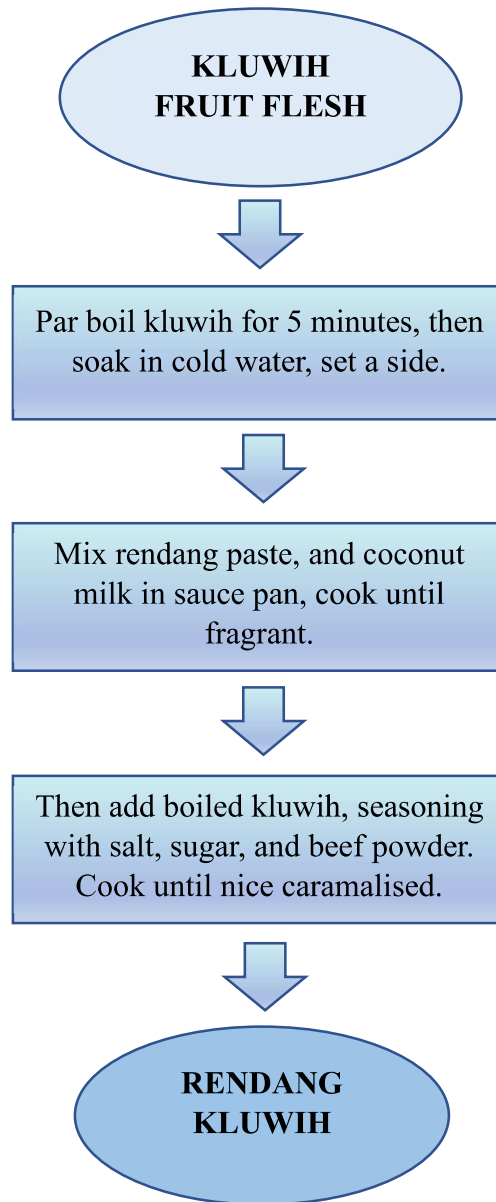 KLUWIH
FRUIT FLESH
Par boil kluwih for 5 minutes, then
soak in cold water, set a side.
Mix rendang paste, and coconut
milk in sauce pan, cook until
fragrant.
Then add boiled kluwih, seasoning
with salt, sugar, and beef powder.
Cook until nice caramalised.
RENDANG
KLUWIH